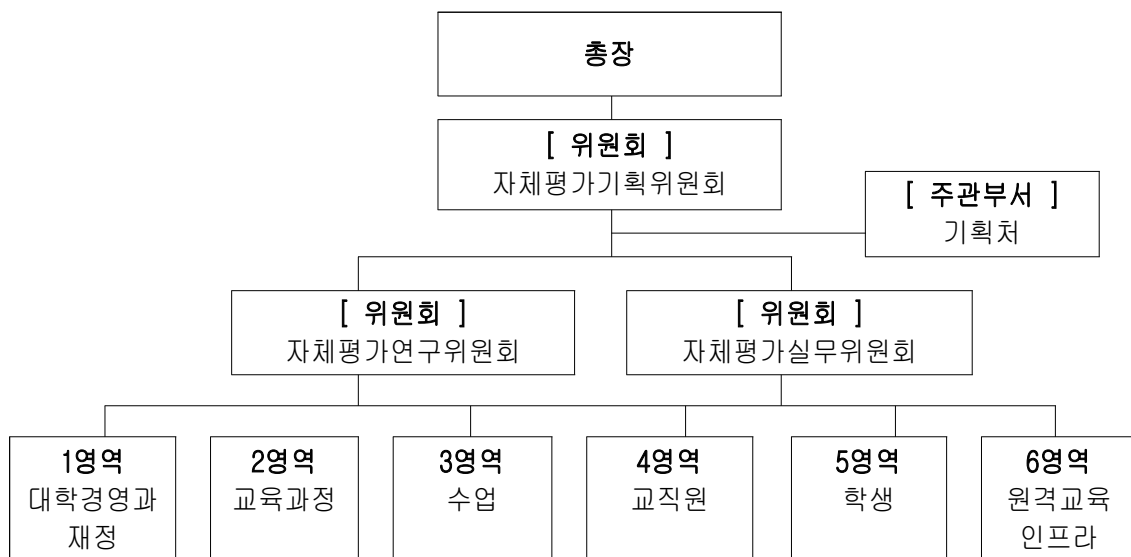 총장
[ 위원회 ]
자체평가기획위원회
[ 주관부서 ]
기획처
[ 위원회 ]
자체평가연구위원회
[ 위원회 ]
자체평가실무위원회
1영역
대학경영과
재정
2영역
교육과정
3영역
수업
4영역
교직원
5영역
학생
6영역
원격교육
인프라